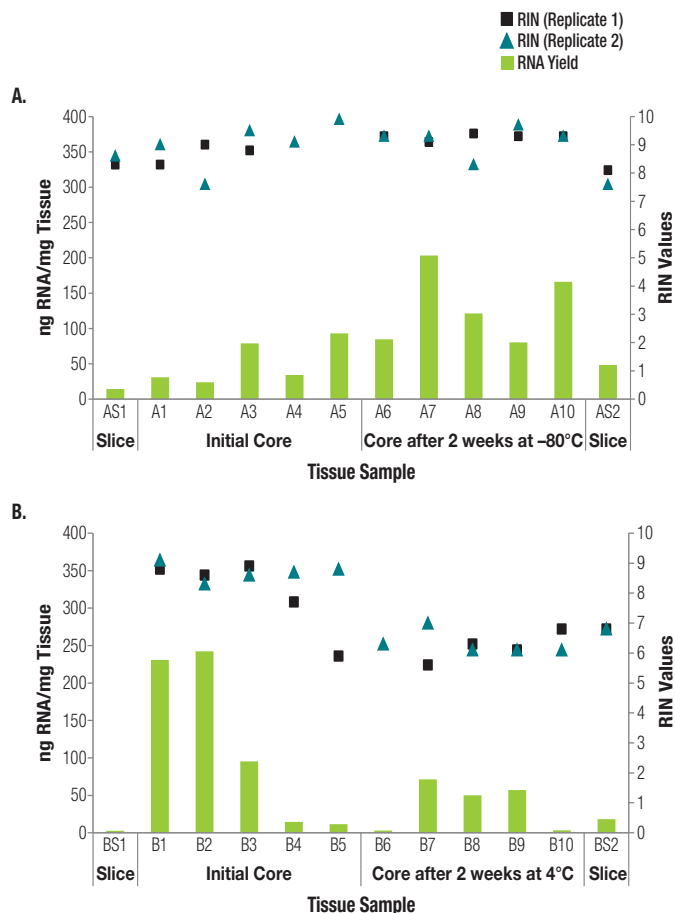 RIN (Replicate 1)
RIN (Replicate 2)
RNA Yield
A.
400
350
300
250
200
150
100
50
0
ng RNA/mg Tissue
10
9
8
7
6
5
4
3
2
1
0
RIN Values
AS1 A1 A2 A3 A4 A5 A6 A7 A8 A9 A10 AS2
Slice Initial Core Core after 2 weeks at –80°C Slice
Tissue Sample
B.
400
350
300
250
200
150
100
50
0
ng RNA/mg Tissue
10
9
8
7
6
5
4
3
2
1
0
RIN Values
BS1 B1 B2 B3 B4 B5 B6 B7 B8 B9 B10 BS2
Slice Initial Core Core after 2 weeks at 4°C Slice
Tissue Sample